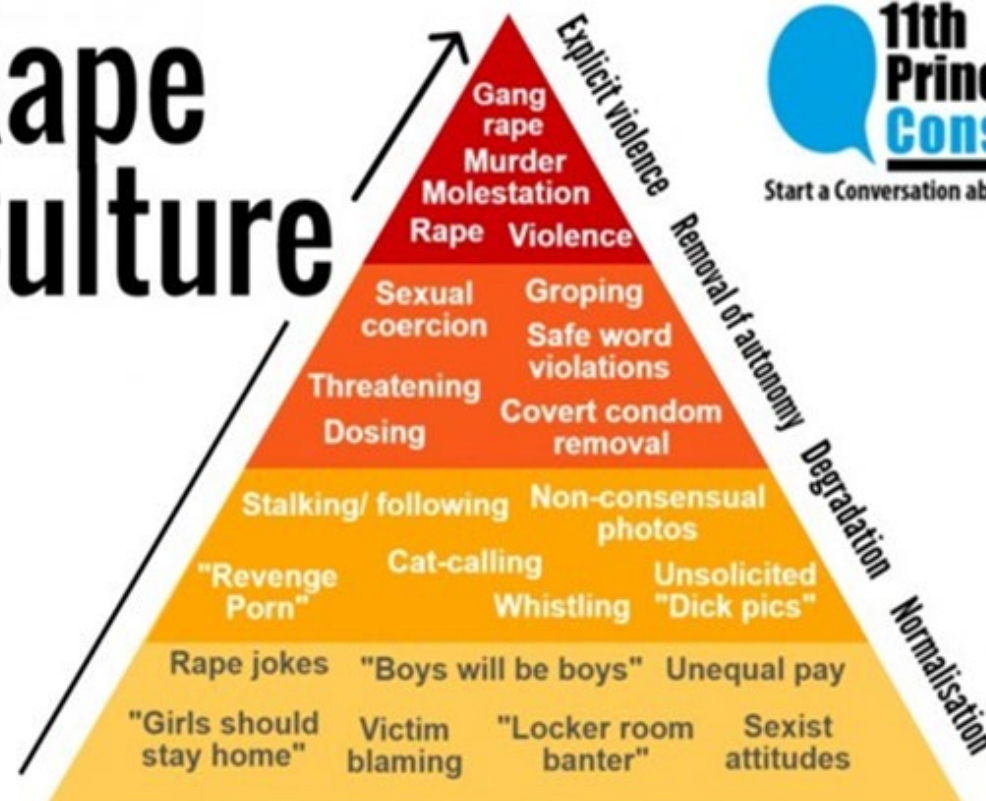 ape
ulture
11th
Princ
Cons
Start a Conversation ab
Explicit violence
Removal of autonomy
Degradation
Normalisation
Gang
rape
Murder
Molestation
Rape Violence
Sexual
coercion
Groping
Safe word
violations
Threatening
Dosing
Covert condom
removal
Stalking/ following
Non-consensual
photos
"Revenge
Porn"
Cat-calling
Whistling
Unsolicited
"Dick pics"
Rape jokes
"Boys will be boys"
Unequal pay
"Girls should
stay home"
Victim
blaming
"Locker room
banter"
Sexist
attitudes